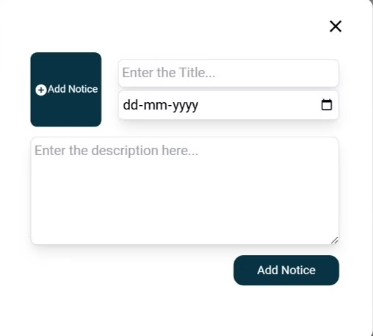 Add Notice
Enter the Title...
dd-mm-yyyy
Enter the description here...
Add Notice